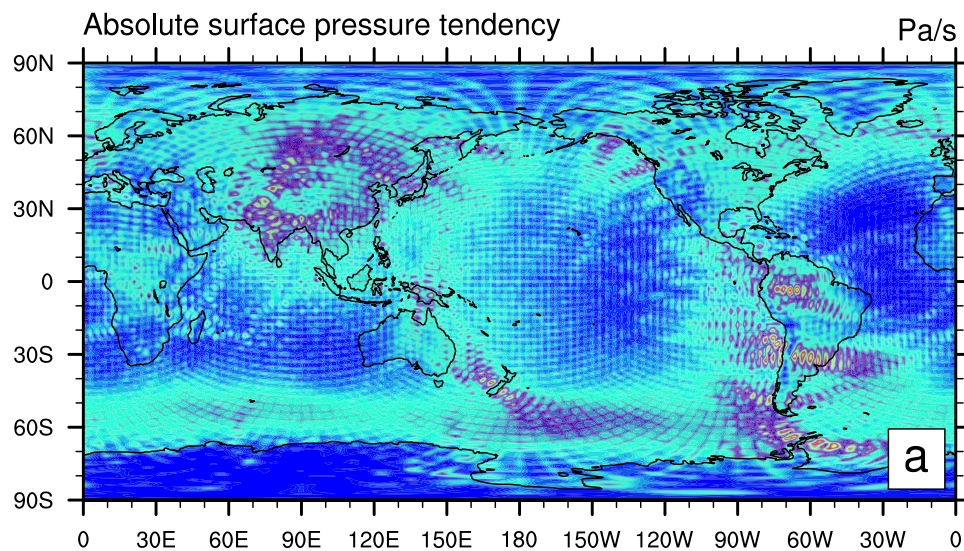 Absolute surface pressure tendency
Pa/s
90N
60N
30N
0
30S
60S
90S
a
0 30E 60E 90E 120E 150E 180 150W 120W 90W 60W 30W 0